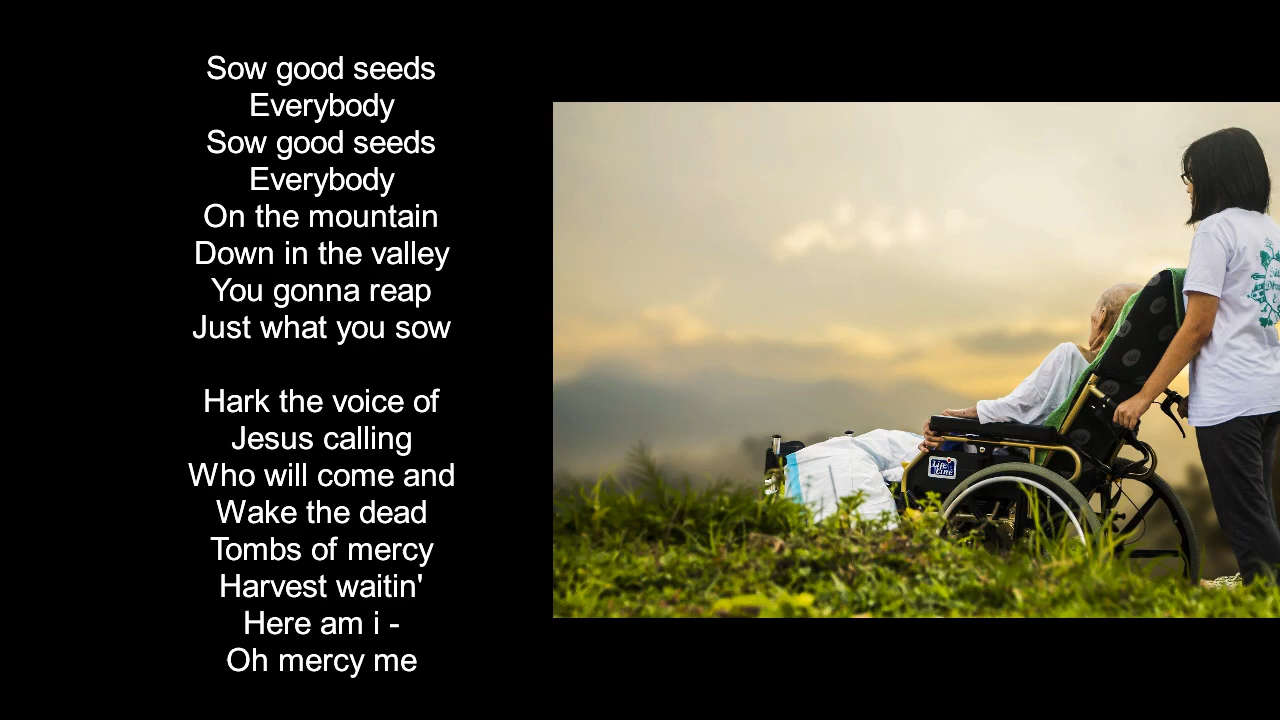 Sow good seeds
Everybody
Sow good seeds
Everybody
On the mountain
Down in the valley
You gonna reap
Just what you sow
Hark the voice of
Jesus calling
Who will come and
Wake the dead
Tombs of mercy
Harvest waitin'
Here am i -
Oh mercy me
Life
Line